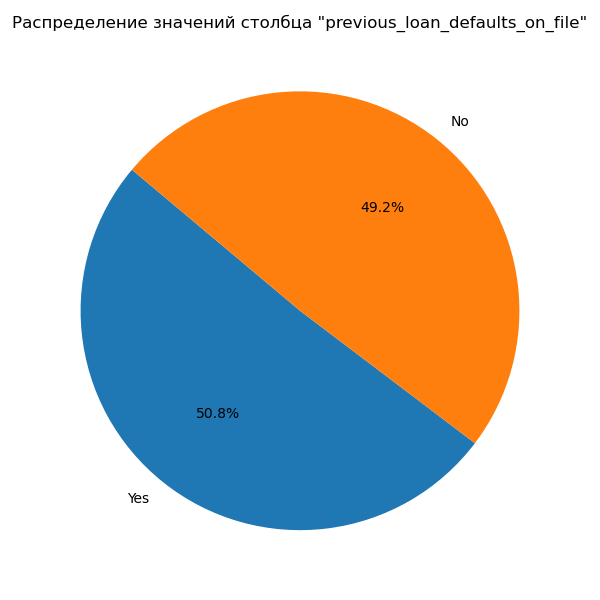 Распределение значений столбца "previous_loan_defaults_on_file"
No
49.2%
50.8%
Yes